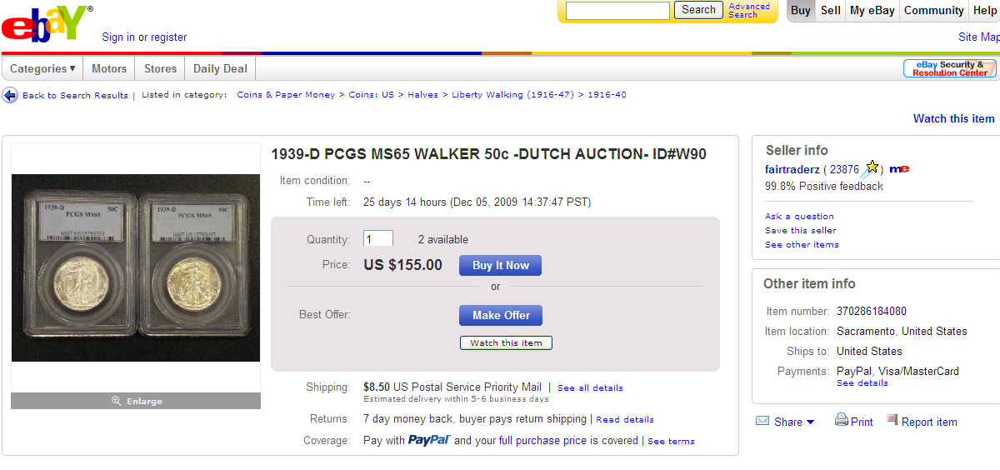 ebaY®
Sign in or register
Search
Advanced Search
Buy Sell My eBay Community Help
Site Map
Categories ▼ Motors Stores Daily Deal
eBay Security &
Resolution Center
Back to Search Results | Listed in category: Coins & Paper Money > Coins: US > Halves > Liberty Walking (1916-47) > 1916-40
Watch this item
1939-D PCGS MS65 WALKER 50c -DUTCH AUCTION- ID#W90
Item condition: --
Time left: 25 days 14 hours (Dec 05, 2009 14:37:47 PST)
Quantity: 1 2 available
Price: US $155.00 Buy It Now
or
Best Offer: Make Offer
Watch this item
Shipping: $8.50 US Postal Service Priority Mail | See all details
Estimated delivery within 5-6 business days
Returns: 7 day money back, buyer pays return shipping | Read details
Coverage: Pay with PayPal and your full purchase price is covered | See terms
1939-D 50C
PCGS MS65
1939-D 50C
PCGS MS65
Enlarge
Seller info
fairtraderz ( 23876 ) me
99.8% Positive feedback
Ask a question
Save this seller
See other items
Other item info
Item number: 370286184080
Item location: Sacramento, United States
Ships to: United States
Payments: PayPal, Visa/MasterCard
See details
Share Print Report item